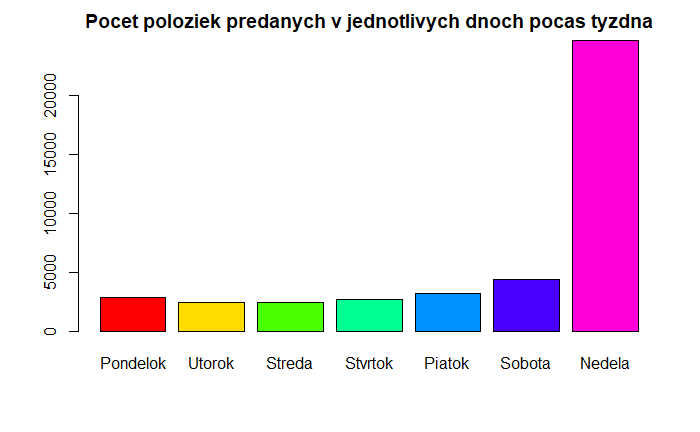 Pocet poloziek predanych v jednotlivych dnoch pocas tyzdna
20000
15000
10000
5000
0
Pondelok Utorok Streda Stvrtok Piatok Sobota Nedela